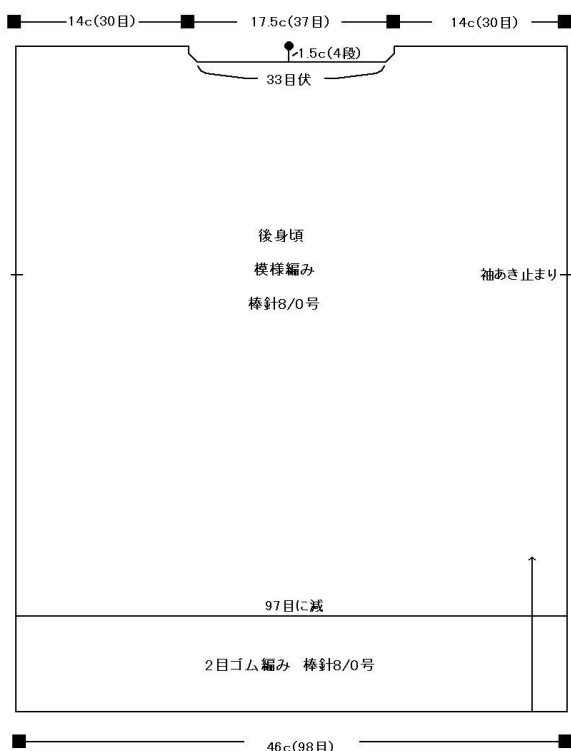 14c(30目) 17.5c(37目) 14c(30目)
1.5c(4段)
33目伏
後身頃
模様編み
袖あき止まり
棒針8/0号
97目に減
2目ゴム編み 棒針8/0号
46c(98目)